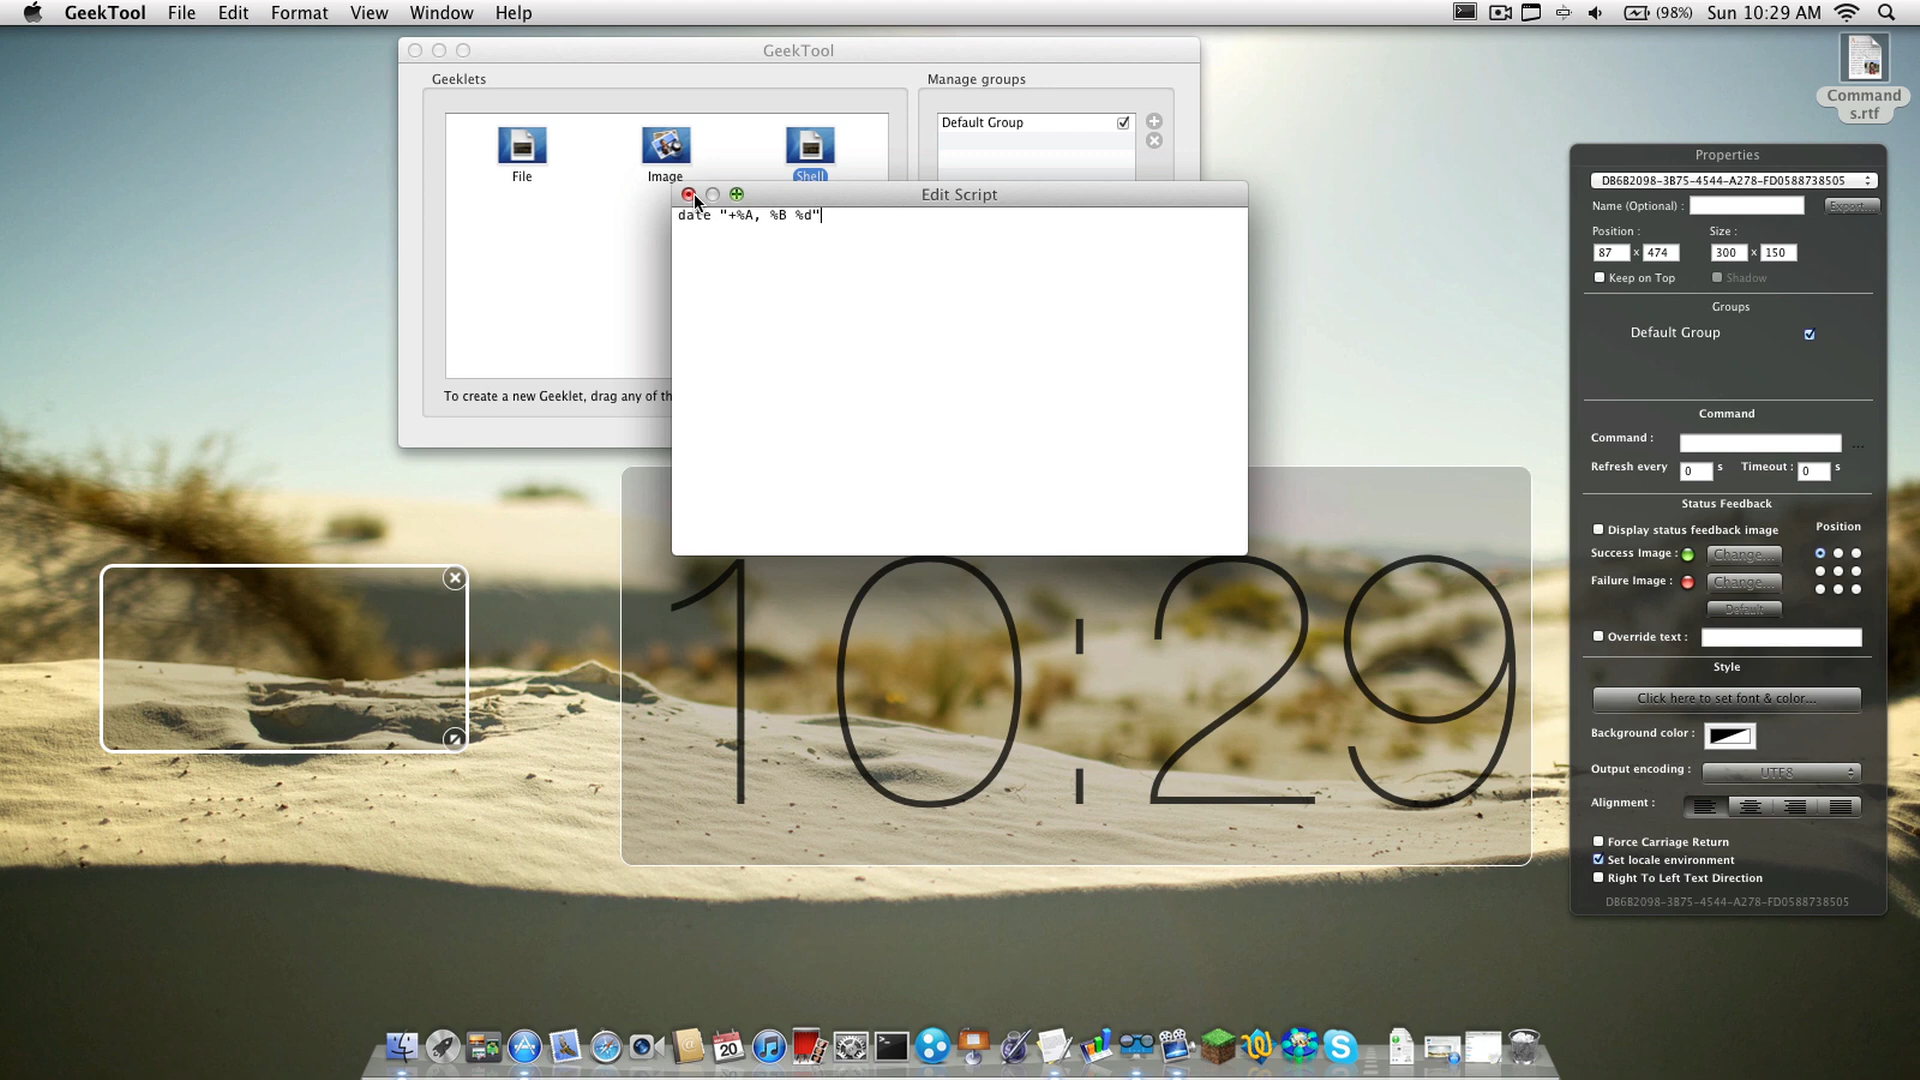 GeekTool File Edit Format View Window Help
(98%) Sun 10:29 AM
Command
s.rtf
GeekTool
Geeklets
Manage groups
File
Image
Shell
Default Group
To create a new Geeklet, drag any of th
Edit Script
date "+%A, %B %d"
10:29
Properties
DB6B2098-3B75-4544-A278-FD0588738505
Name (Optional) :
Export...
Position :
Size :
87 x 474
300 x 150
Keep on Top
Shadow
Groups
Default Group
Command
Command :
...
Refresh every 0 s Timeout : 0 s
Status Feedback
Display status feedback image
Position
Success Image :
Change...
Failure Image :
Change...
Default
Override text :
Style
Click here to set font & color...
Background color :
Output encoding :
UTF8
Alignment :
Force Carriage Return
Set locale environment
Right To Left Text Direction
DB6B2098-3B75-4544-A278-FD0588738505
20